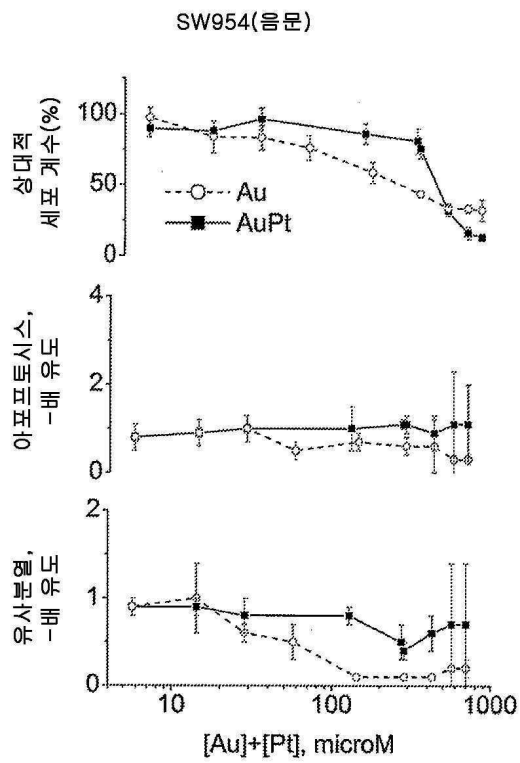 SW954(음문)
상대적
세포 계수(%)
100
50
0
Au
AuPt
아포프토시스,
-배 유도
4
2
0
유사분열,
-배 유도
2
1
0
10
100
1000
[Au]+[Pt], microM